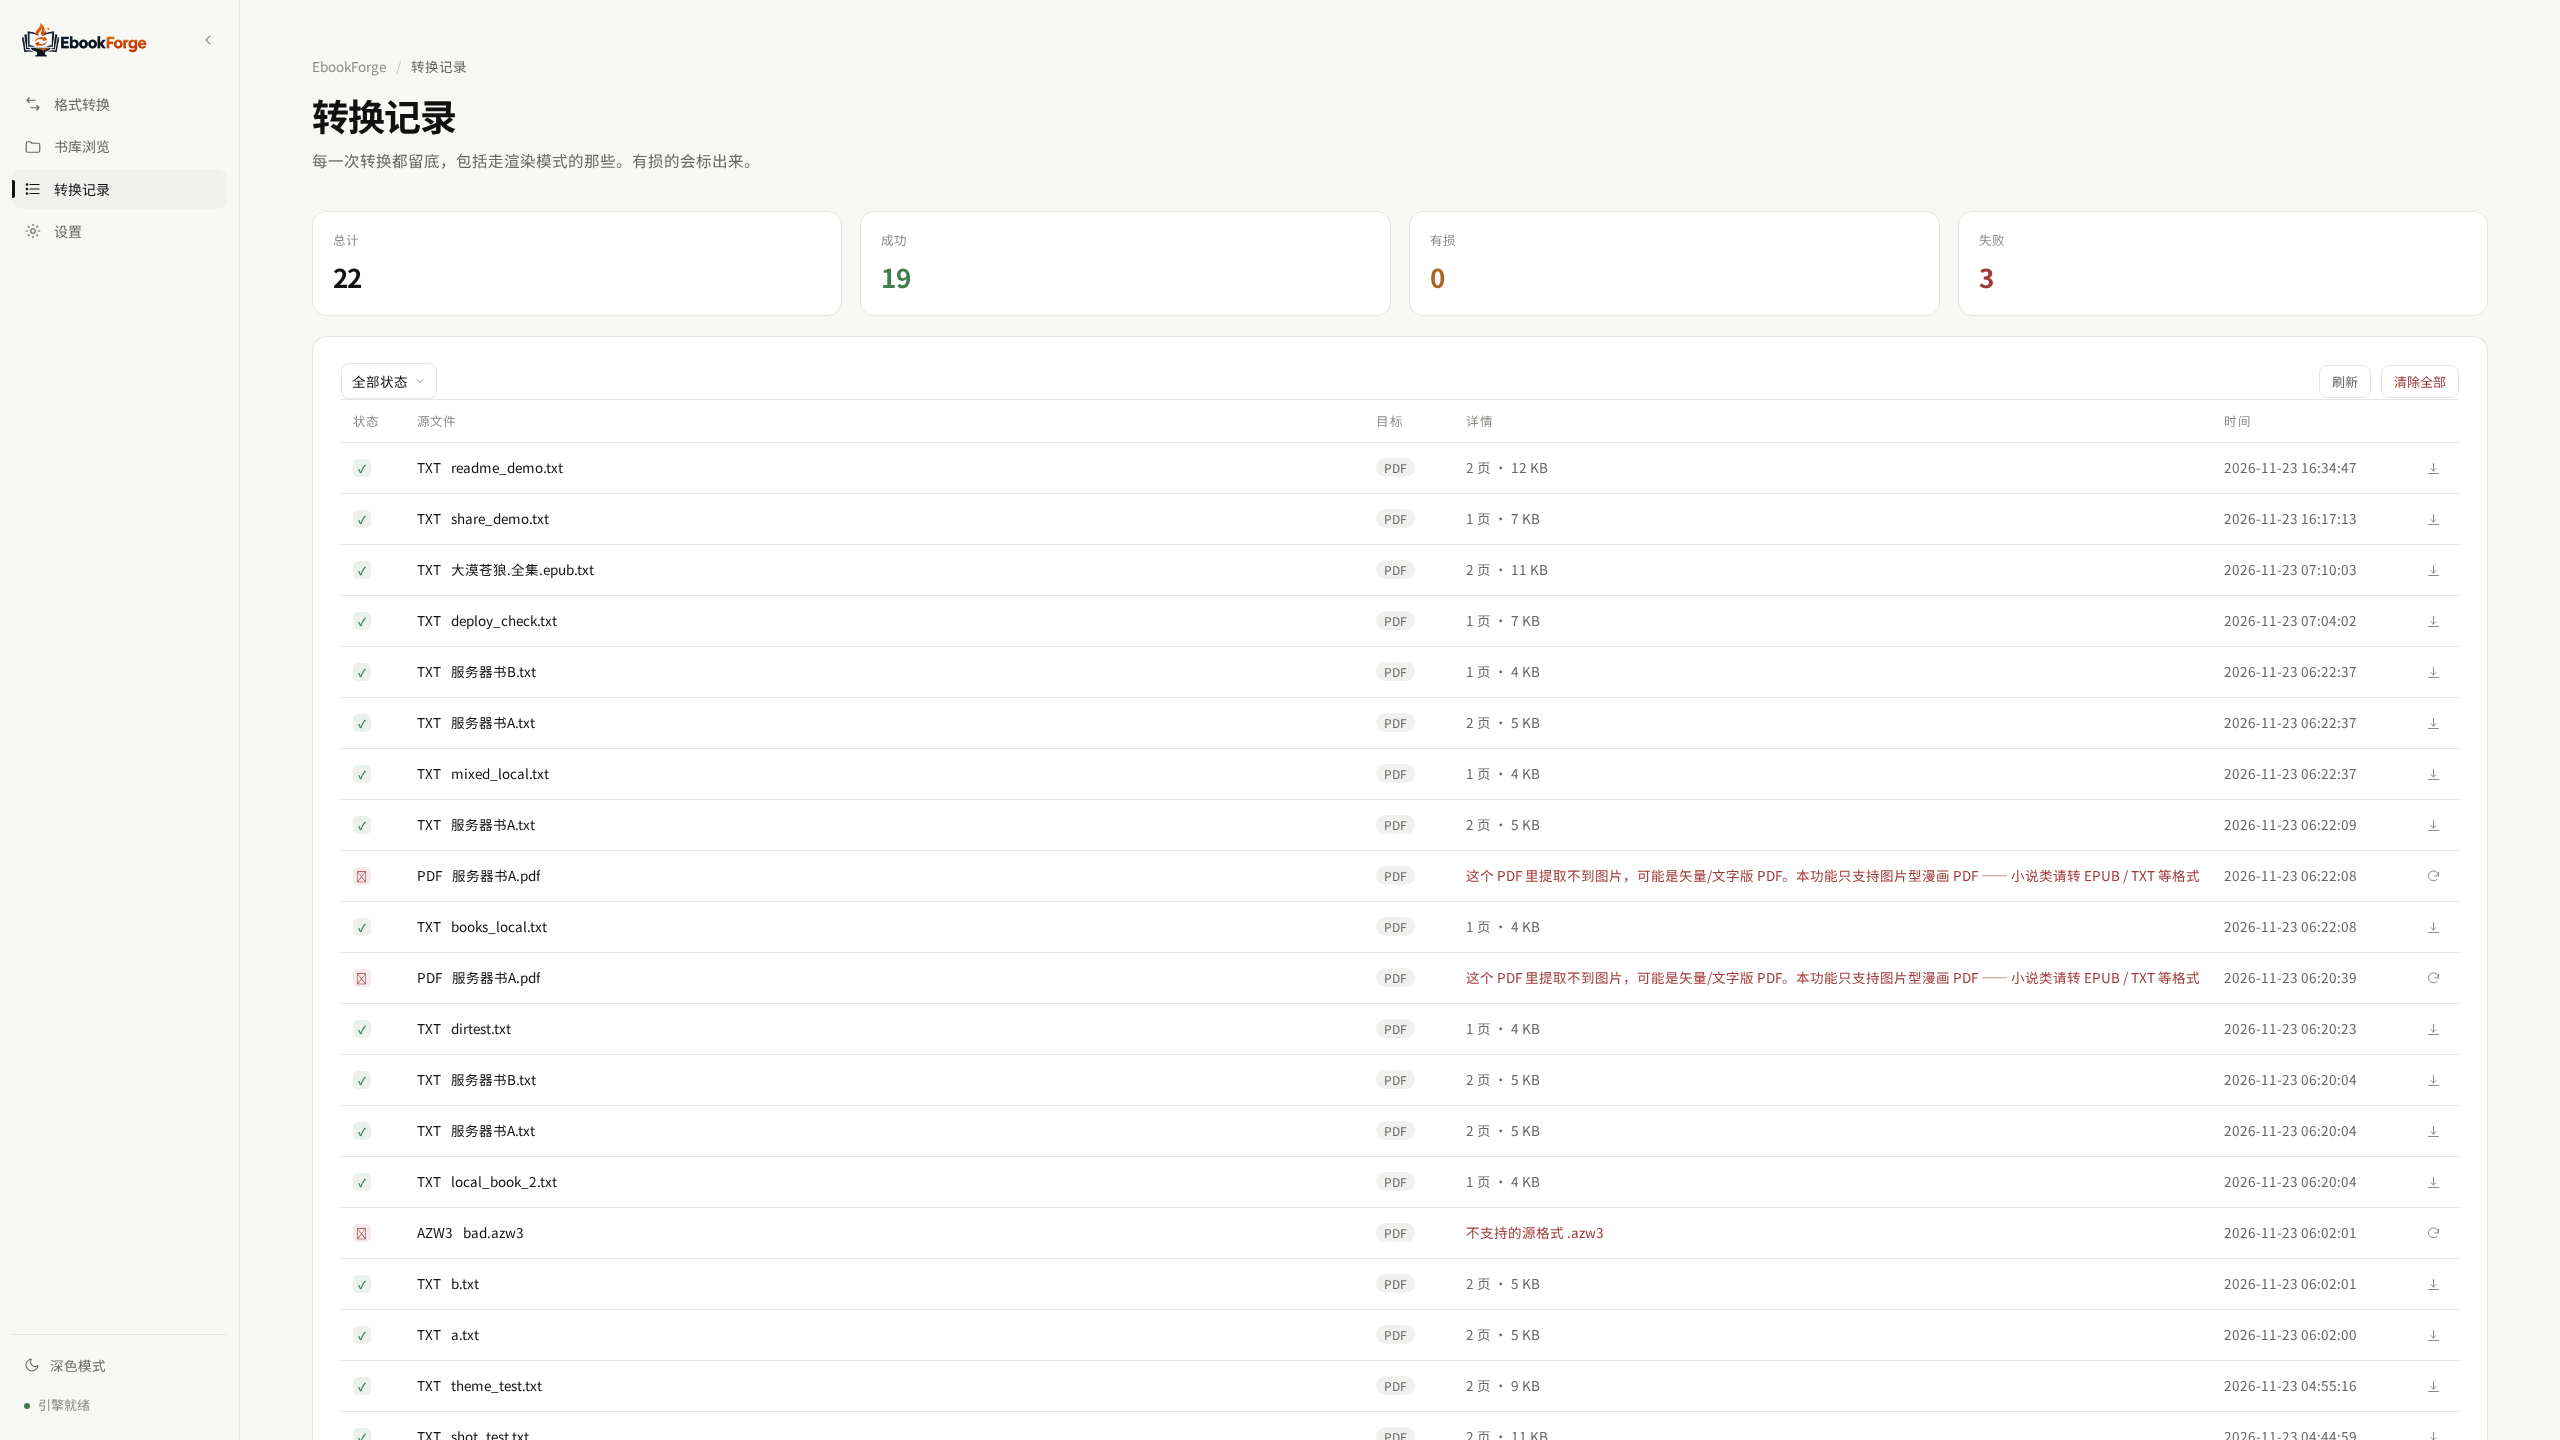 EbookForge
格式转换
书库浏览
转换记录
设置
深色模式
引擎就绪
EbookForge / 转换记录
转换记录
每一次转换都留底，包括走渲染模式的那些。有损的会标出来。
总计
22
成功
19
有损
0
失败
3
全部状态
刷新 清除全部
状态 源文件 目标 详情 时间
✓ TXT readme_demo.txt PDF 2 页 · 12 KB 2026-11-23 16:34:47
✓ TXT share_demo.txt PDF 1 页 · 7 KB 2026-11-23 16:17:13
✓ TXT 大漠苍狼.全集.epub.txt PDF 2 页 · 11 KB 2026-11-23 07:10:03
✓ TXT deploy_check.txt PDF 1 页 · 7 KB 2026-11-23 07:04:02
✓ TXT 服务器书B.txt PDF 1 页 · 4 KB 2026-11-23 06:22:37
✓ TXT 服务器书A.txt PDF 2 页 · 5 KB 2026-11-23 06:22:37
✓ TXT mixed_local.txt PDF 1 页 · 4 KB 2026-11-23 06:22:37
✓ TXT 服务器书A.txt PDF 2 页 · 5 KB 2026-11-23 06:22:09
PDF 服务器书A.pdf PDF 这个 PDF 里提取不到图片，可能是矢量/文字版 PDF。本功能只支持图片型漫画 PDF —— 小说类请转 EPUB / TXT 等格式 2026-11-23 06:22:08
✓ TXT books_local.txt PDF 1 页 · 4 KB 2026-11-23 06:22:08
PDF 服务器书A.pdf PDF 这个 PDF 里提取不到图片，可能是矢量/文字版 PDF。本功能只支持图片型漫画 PDF —— 小说类请转 EPUB / TXT 等格式 2026-11-23 06:20:39
✓ TXT dirtest.txt PDF 1 页 · 4 KB 2026-11-23 06:20:23
✓ TXT 服务器书B.txt PDF 2 页 · 5 KB 2026-11-23 06:20:04
✓ TXT 服务器书A.txt PDF 2 页 · 5 KB 2026-11-23 06:20:04
✓ TXT local_book_2.txt PDF 1 页 · 4 KB 2026-11-23 06:20:04
AZW3 bad.azw3 PDF 不支持的源格式 .azw3 2026-11-23 06:02:01
✓ TXT b.txt PDF 2 页 · 5 KB 2026-11-23 06:02:01
✓ TXT a.txt PDF 2 页 · 5 KB 2026-11-23 06:02:00
✓ TXT theme_test.txt PDF 2 页 · 9 KB 2026-11-23 04:55:16
✓ TXT shot_test.txt PDF 2 页 · 11 KB 2026-11-23 04:44:59